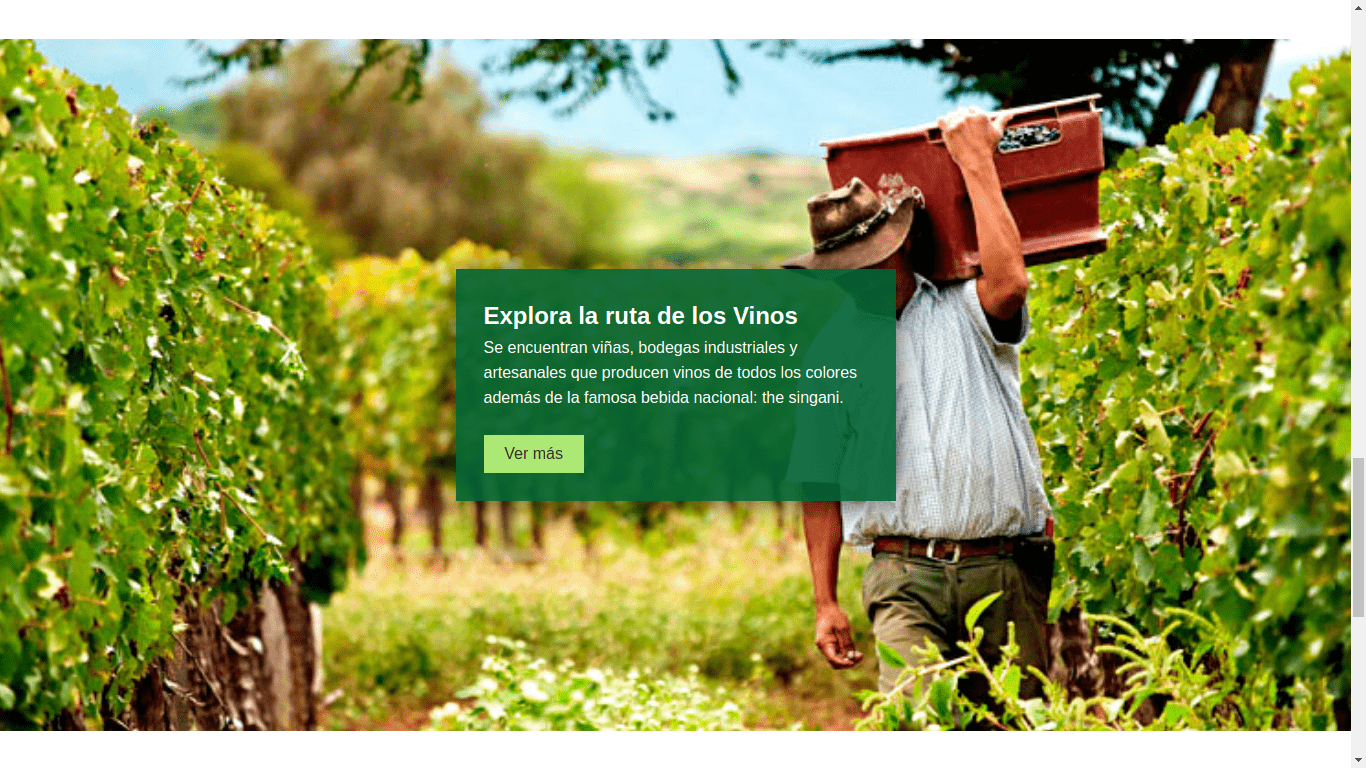 Explora la ruta de los Vinos
Se encuentran viñas, bodegas industriales y
artesanales que producen vinos de todos los colores
además de la famosa bebida nacional: the singani.
Ver más